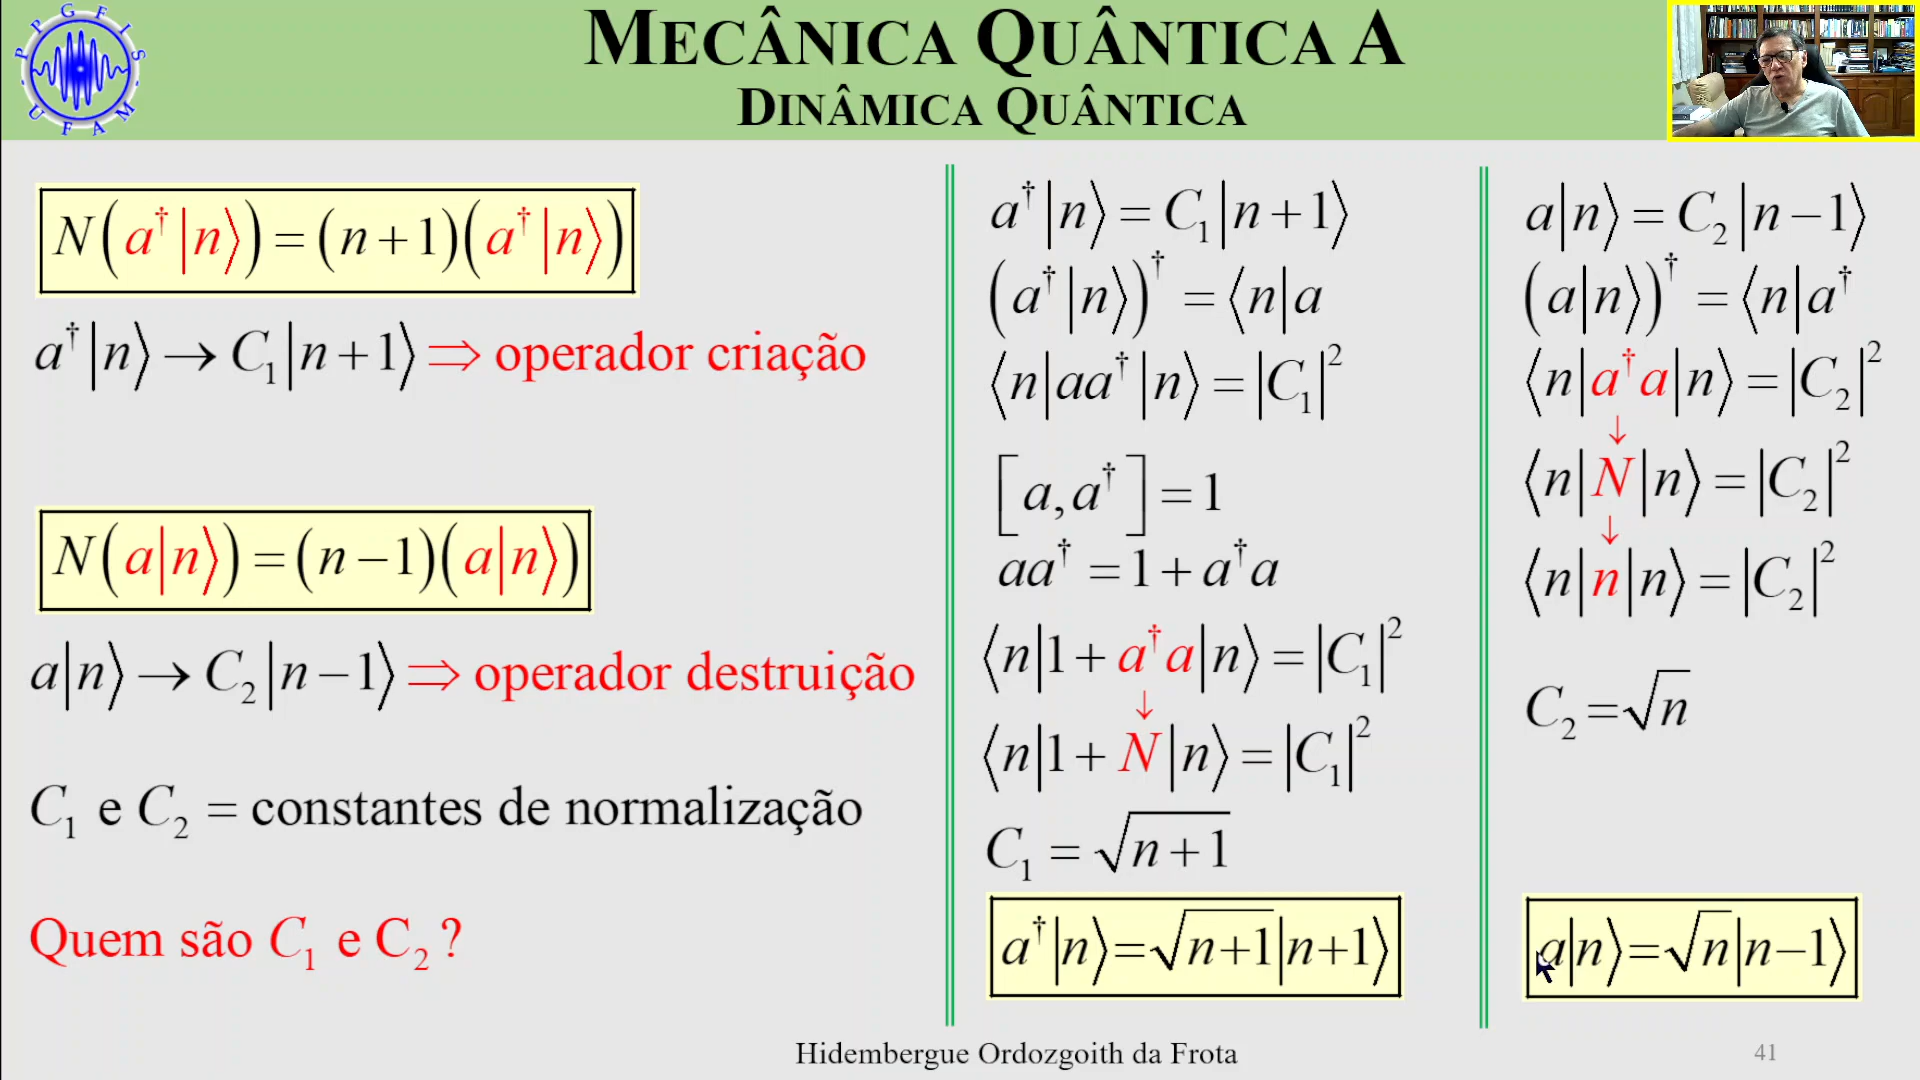 PPGFIS
UFAM
MECÂNICA QUÂNTICA A
DINÂMICA QUÂNTICA
N(a†|n⟩)=(n+1)(a†|n⟩)
a†|n⟩→C₁|n+1⟩⇒ operador criação
N(a|n⟩)=(n−1)(a|n⟩)
a|n⟩→C₂|n−1⟩⇒ operador destruição
C₁ e C₂ = constantes de normalização
Quem são C₁ e C₂ ?
a†|n⟩=C₁|n+1⟩
(a†|n⟩)†=⟨n|a
⟨n|aa†|n⟩=|C₁|²
[a,a†]=1
aa†=1+a†a
⟨n|1+a†a|n⟩=|C₁|²
↓
⟨n|1+N|n⟩=|C₁|²
C₁=√(n+1)
a†|n⟩=√(n+1)|n+1⟩
a|n⟩=C₂|n−1⟩
(a|n⟩)†=⟨n|a†
⟨n|a†a|n⟩=|C₂|²
↓
⟨n|N|n⟩=|C₂|²
↓
⟨n|n|n⟩=|C₂|²
C₂=√n
a|n⟩=√n|n−1⟩
Hidembergue Ordozgoith da Frota
41